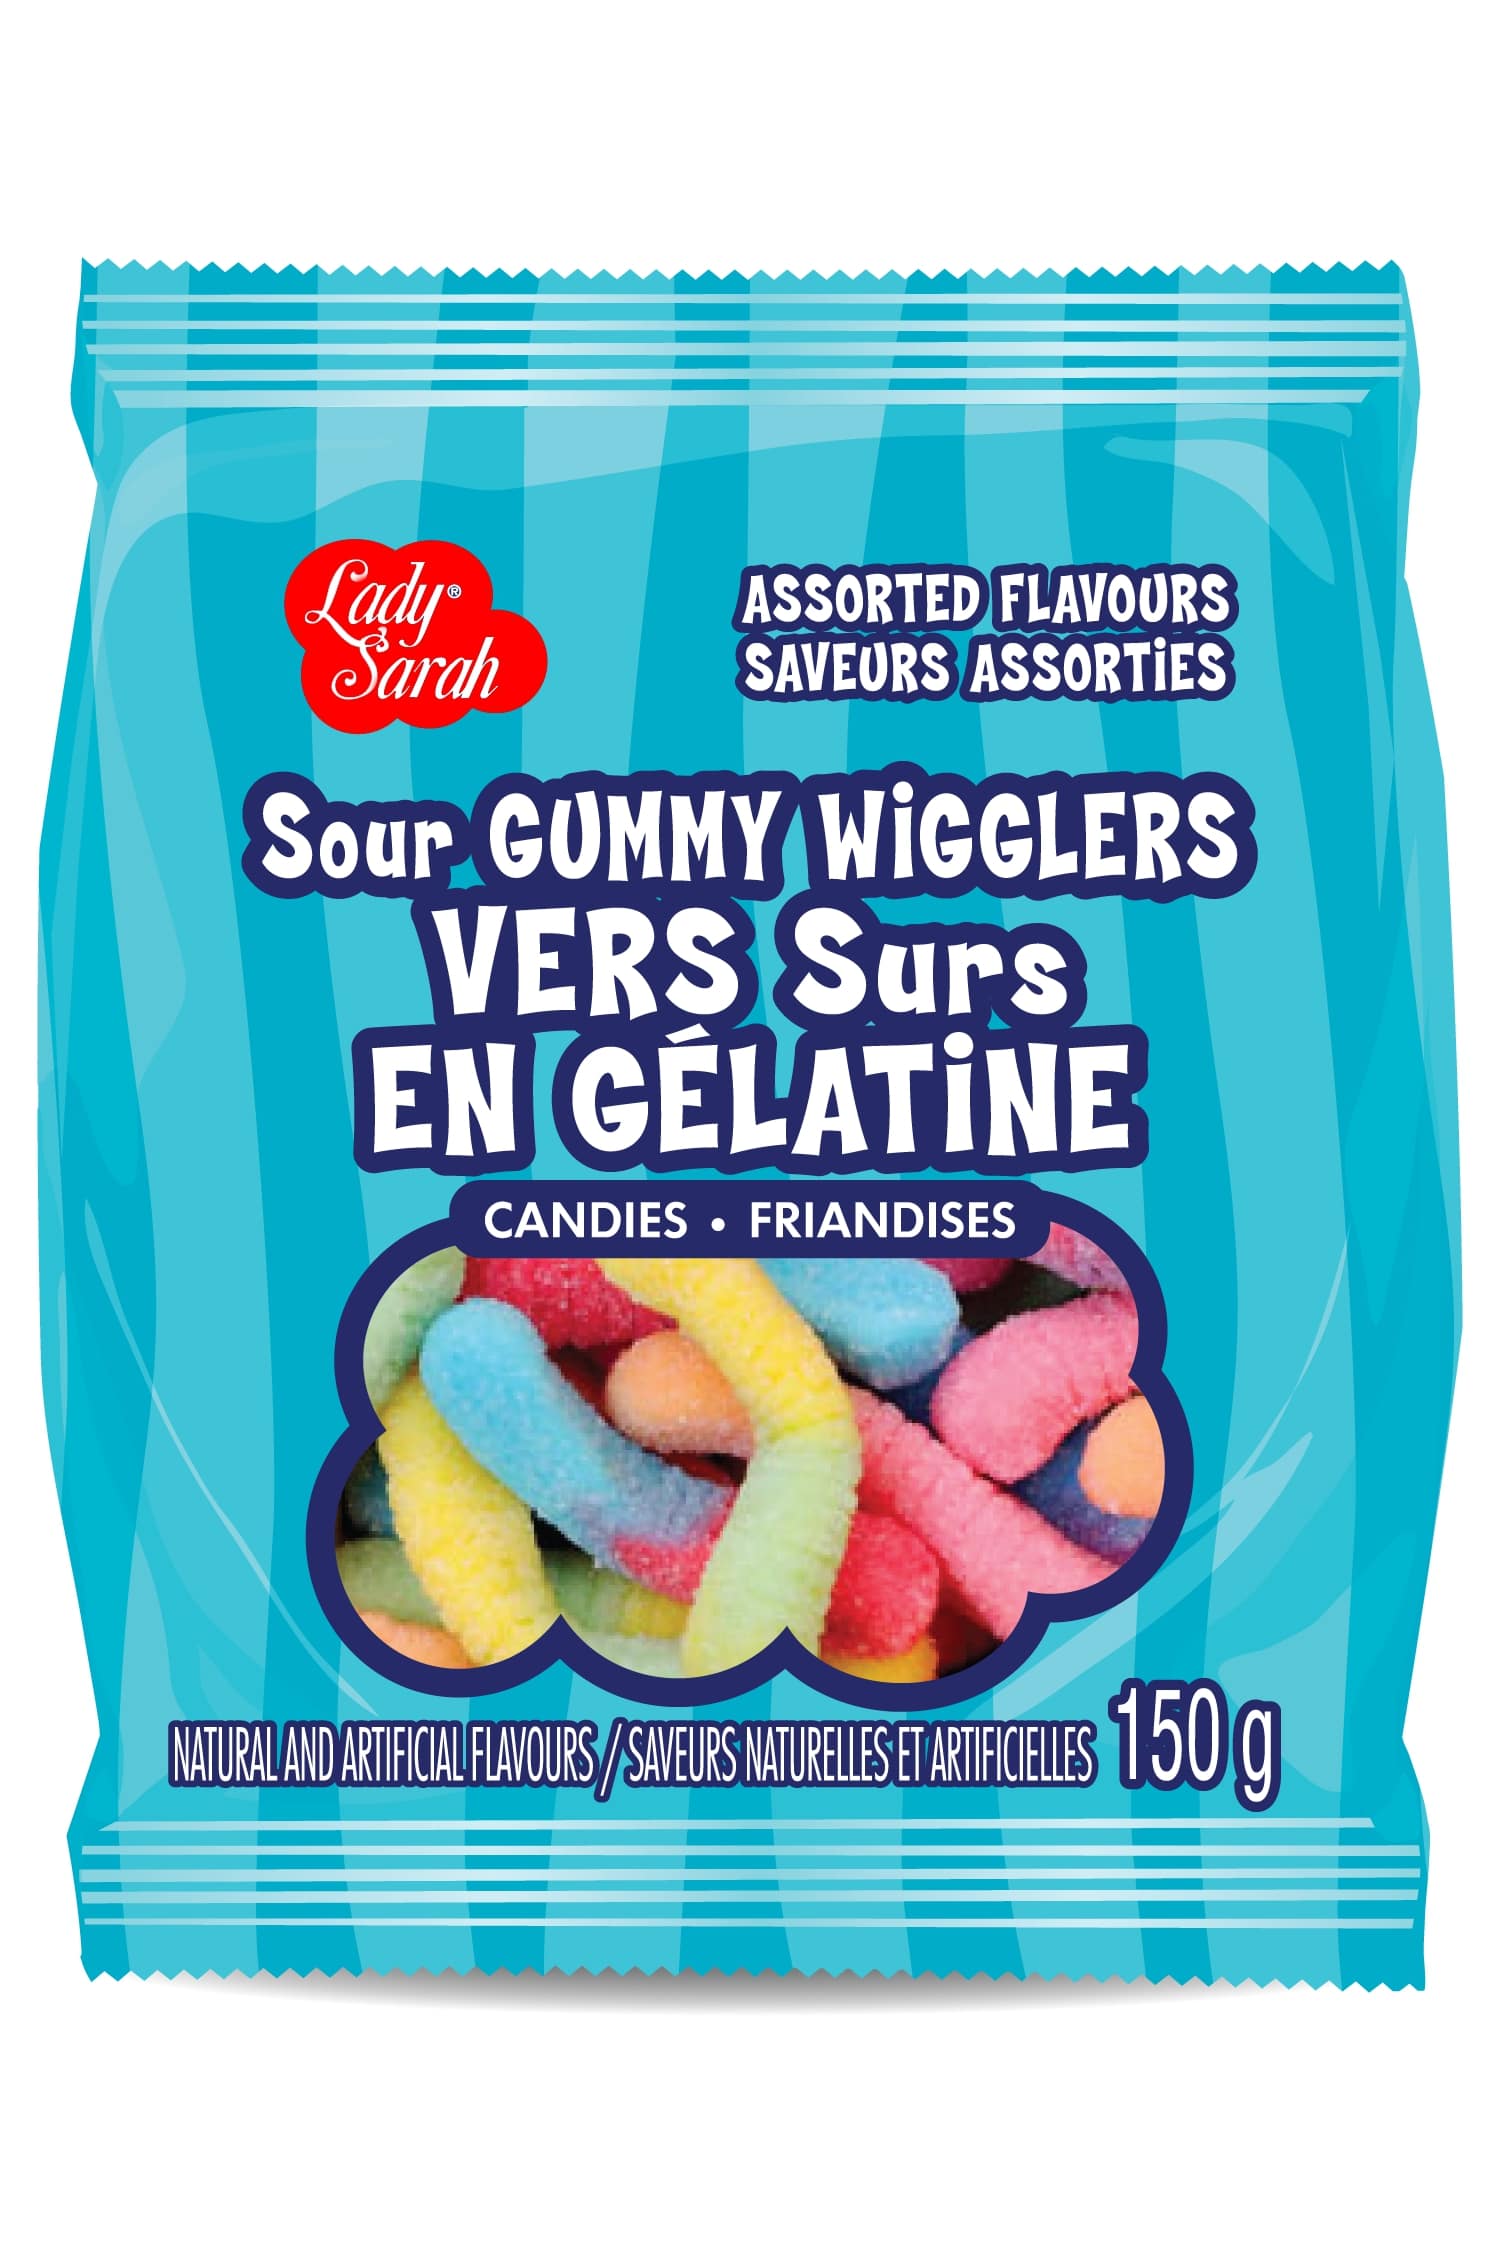 Lady®
Sarah
ASSORTED FLAVOURS
SAVEURS ASSORTiES
Sour GUMMY WiGGLERS
VERS Surs
EN GÉLATiNE
CANDIES • FRIANDISES
NATURAL AND ARTIFICIAL FLAVOURS / SAVEURS NATURELLES ET ARTIFICIELLES 150 g